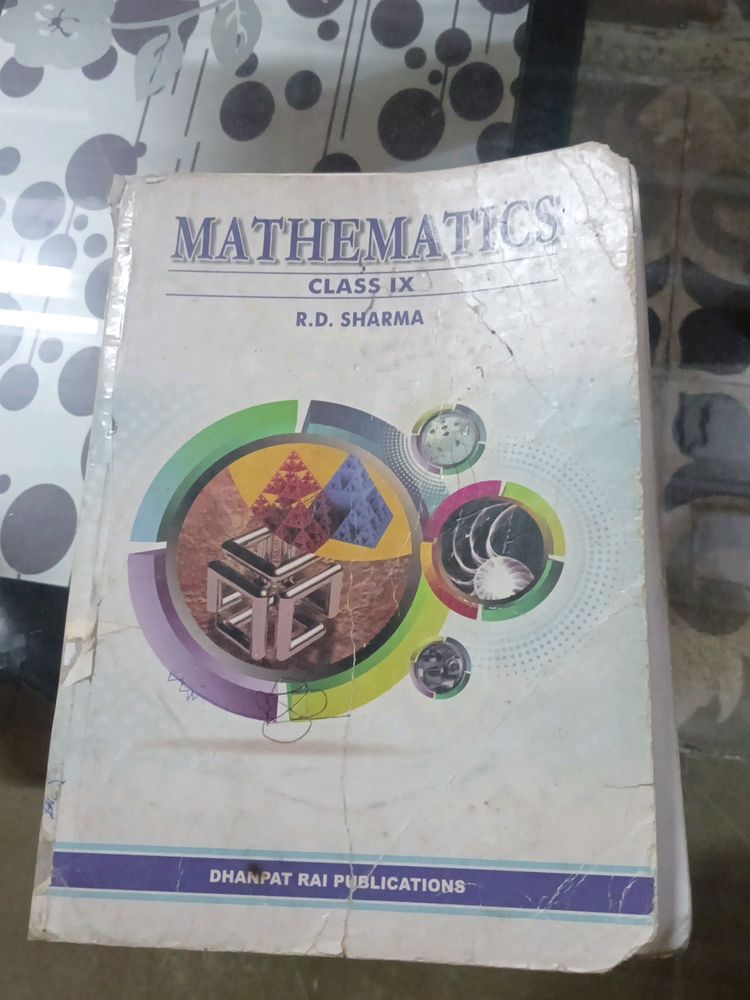 MATHEMATICS
CLASS IX
R.D. SHARMA
DHANPAT RAI PUBLICATIONS